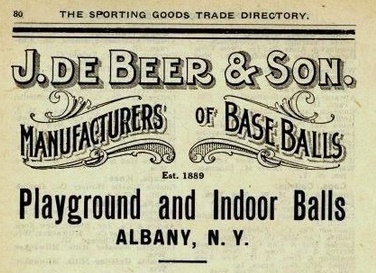 80 THE SPORTING GOODS TRADE DIRECTORY.
J. DE BEER & SON.
MANUFACTURERS' OF BASE BALLS
Est. 1889
Playground and Indoor Balls
ALBANY, N. Y.